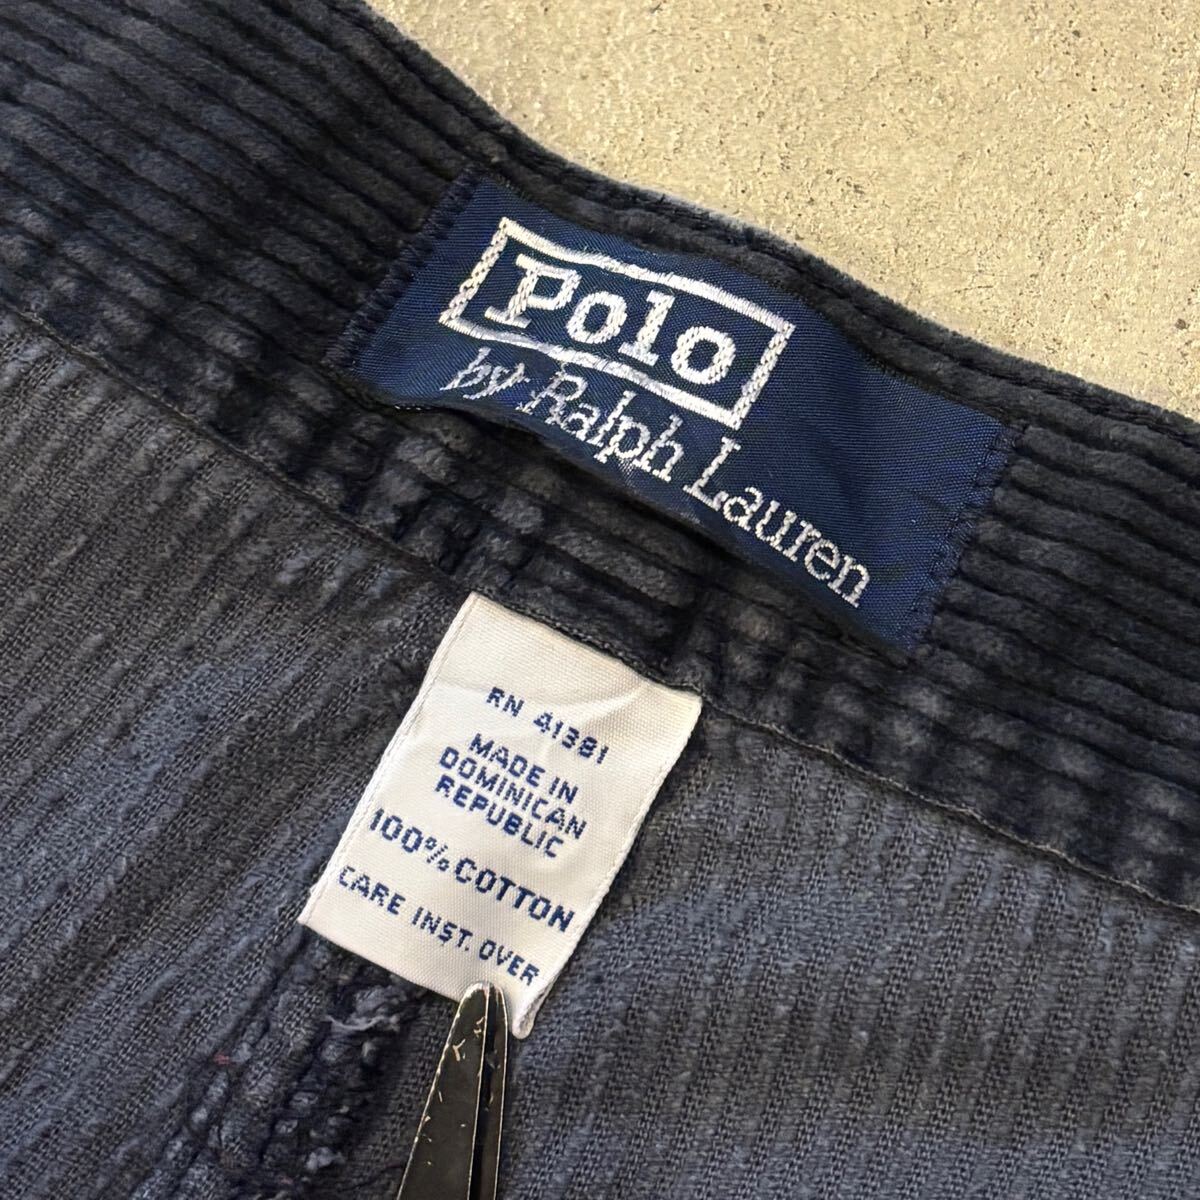 Polo
by Ralph Lauren
RN 41381
MADE IN
DOMINICAN
REPUBLIC
100% COTTON
CARE INST. OVER